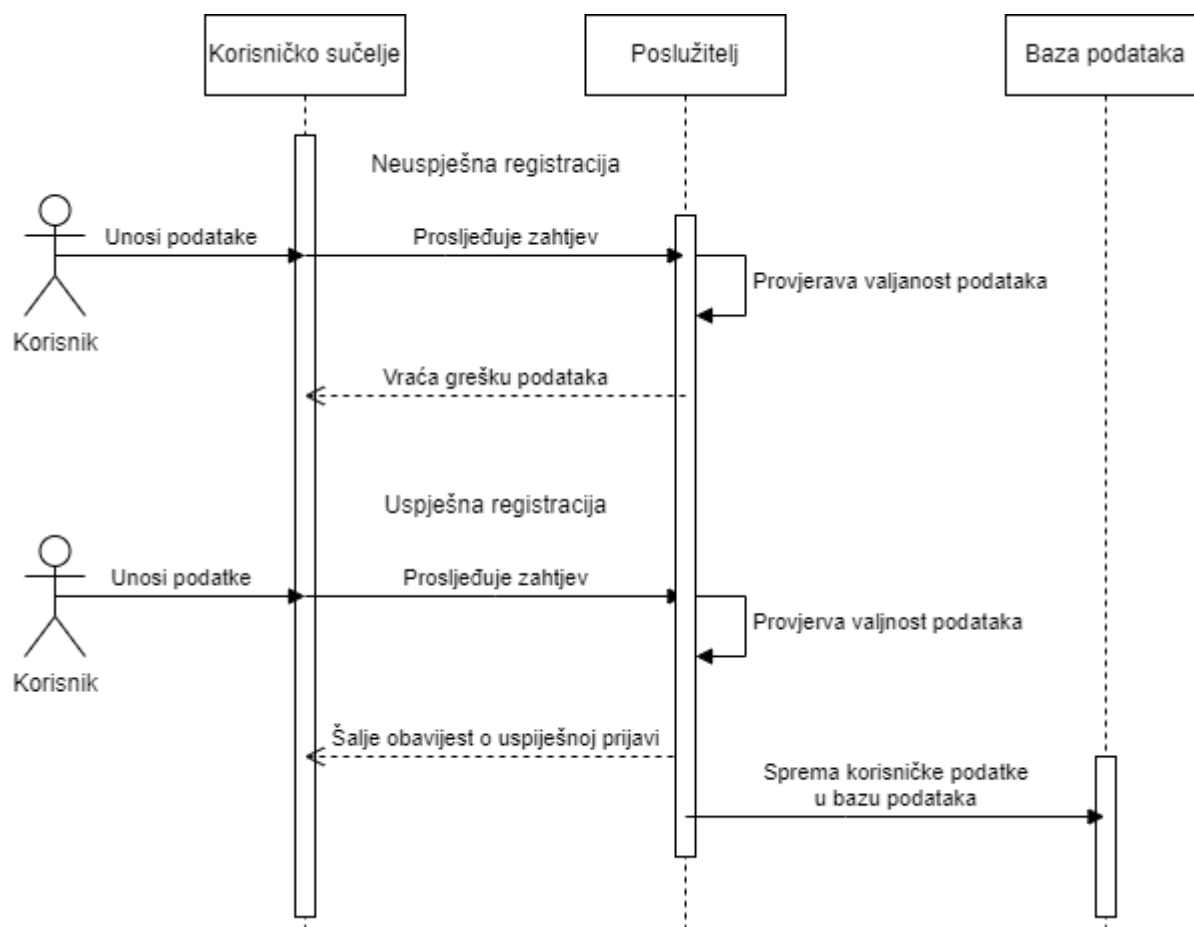 Korisničko sučelje
Poslužitelj
Baza podataka
Neuspješna registracija
Unosi podatake
Prosljeđuje zahtjev
Provjerava valjanost podataka
Korisnik
Vraća grešku podataka
Uspješna registracija
Unosi podatke
Prosljeđuje zahtjev
Provjerva valjnost podataka
Korisnik
Šalje obavijest o uspiješnoj prijavi
Sprema korisničke podatke
u bazu podataka